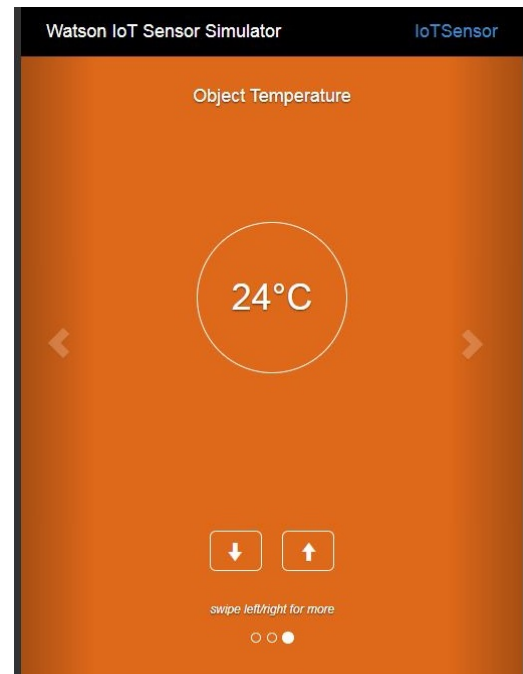 Watson IoT Sensor Simulator IoTSensor
Object Temperature
24°C
swipe left/right for more